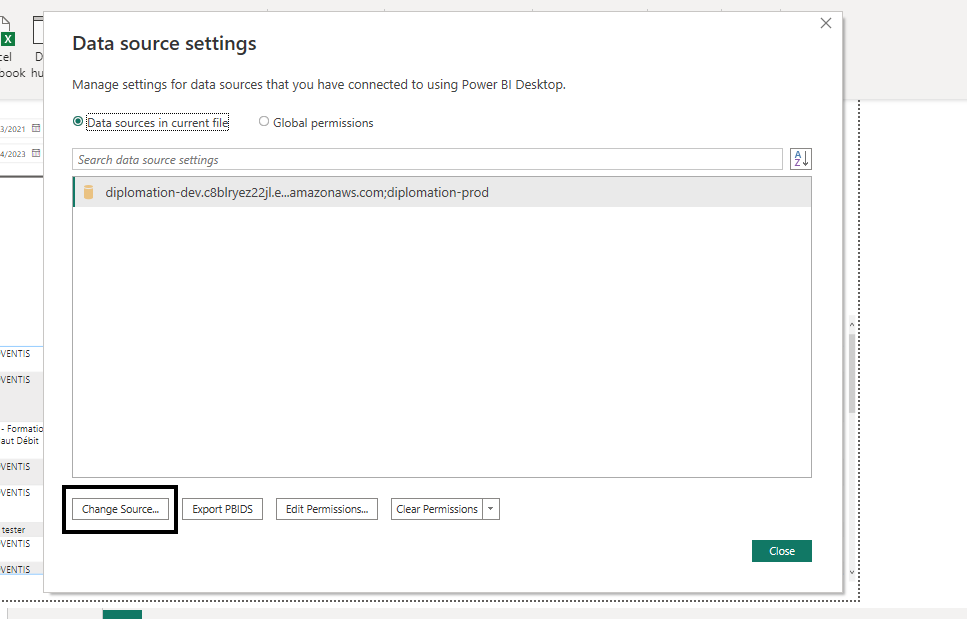 Data source settings
Manage settings for data sources that you have connected to using Power BI Desktop.
Data sources in current file
Global permissions
Search data source settings
A
Z
diplomation-dev.c8blryez22jl.e...amazonaws.com;diplomation-prod
Change Source...
Export PBIDS
Edit Permissions...
Clear Permissions
Close
X
cel
D
book
hu
3/2021
4/2023
VENTIS
VENTIS
- Formatio
aut Débit
VENTIS
VENTIS
tester
VENTIS
VENTIS